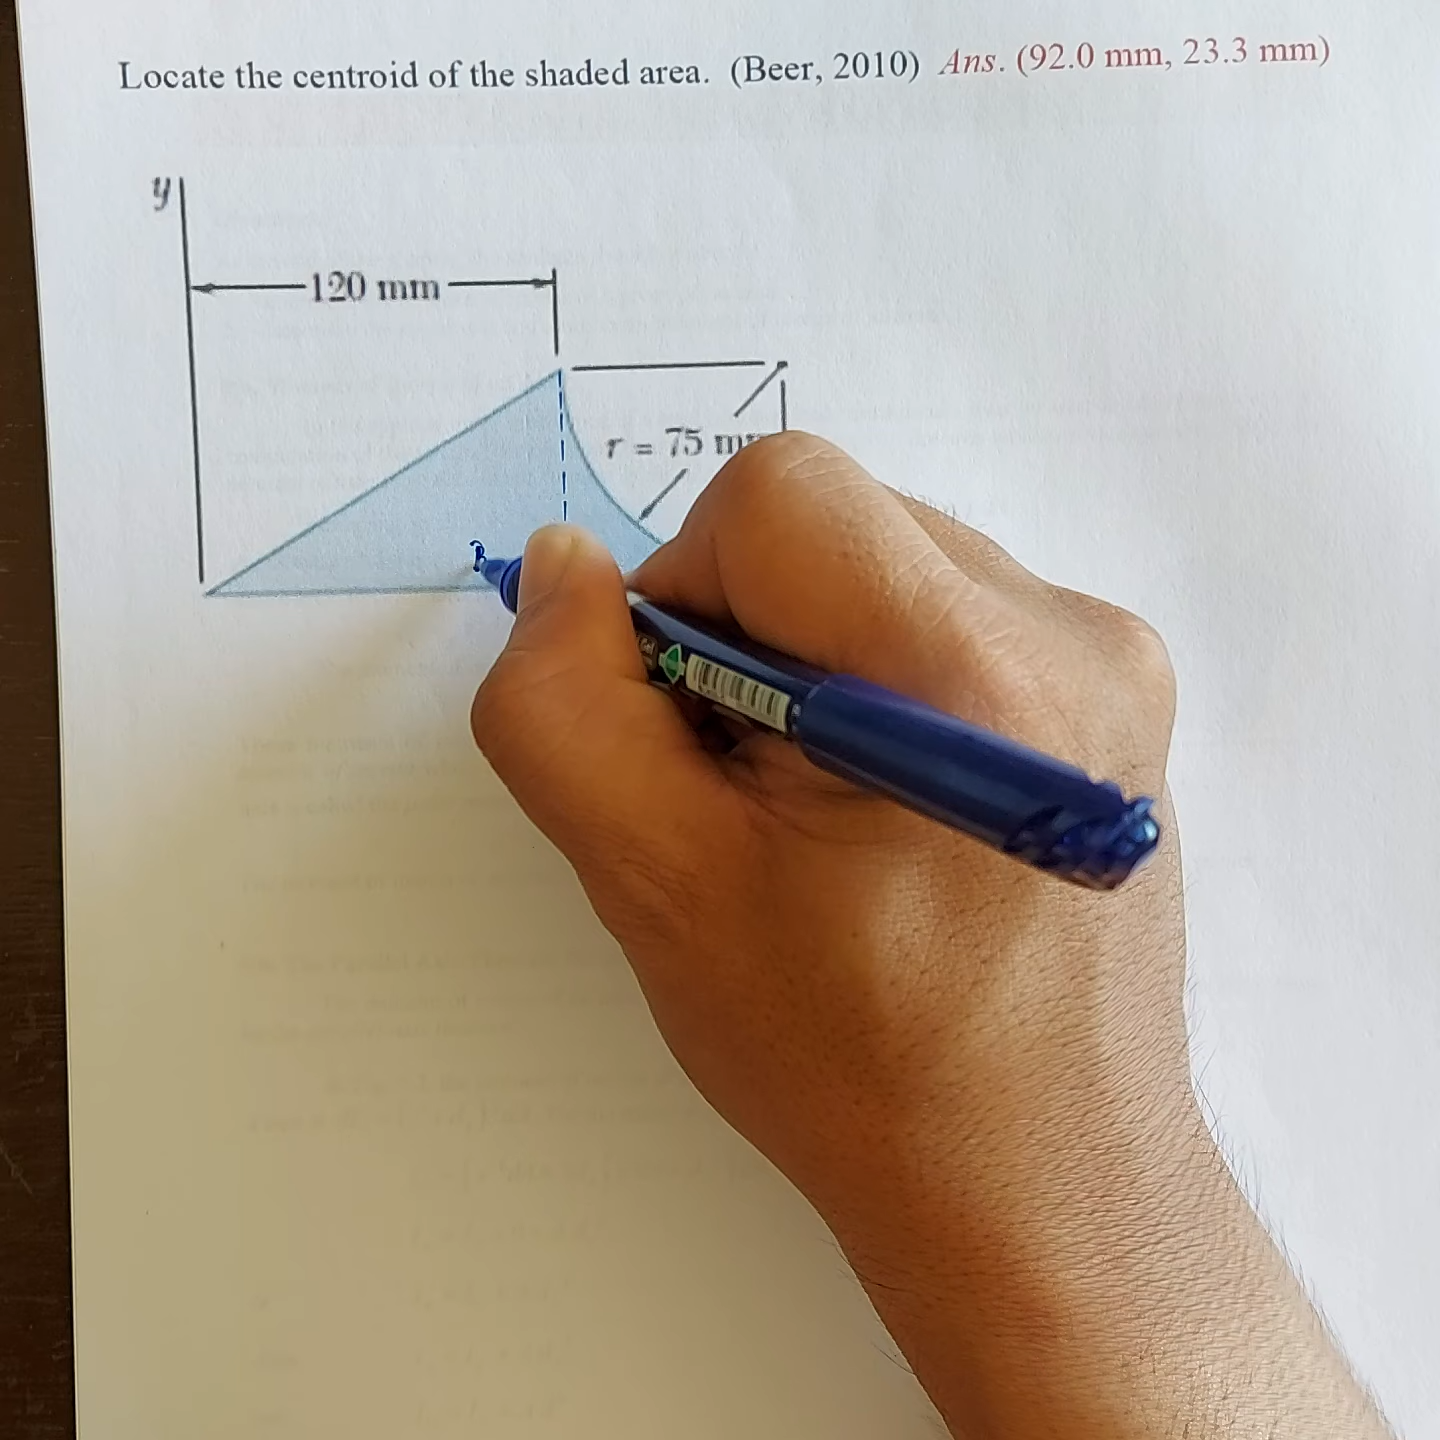 Locate the centroid of the shaded area. (Beer, 2010) Ans. (92.0 mm, 23.3 mm)
y
120 mm
r = 75 m